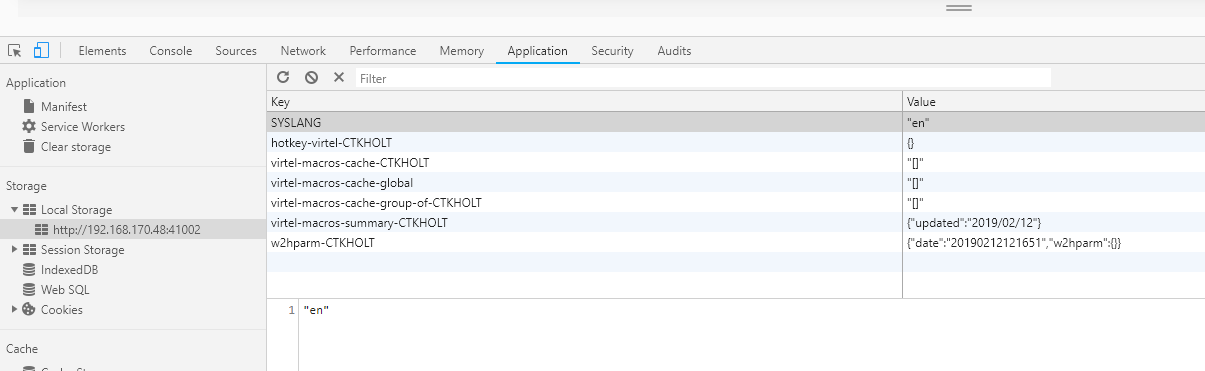 Elements Console Sources Network Performance Memory Application Security Audits
Application
Manifest
Service Workers
Clear storage
Storage
Local Storage
http://192.168.170.48:41002
Session Storage
IndexedDB
Web SQL
Cookies
Cache
Filter
Key Value
SYSLANG "en"
hotkey-virtel-CTKHOLT {}
virtel-macros-cache-CTKHOLT "[]"
virtel-macros-cache-global "[]"
virtel-macros-cache-group-of-CTKHOLT "[]"
virtel-macros-summary-CTKHOLT {"updated":"2019/02/12"}
w2hparm-CTKHOLT {"date":"20190212121651","w2hparm":{}}
1 "en"